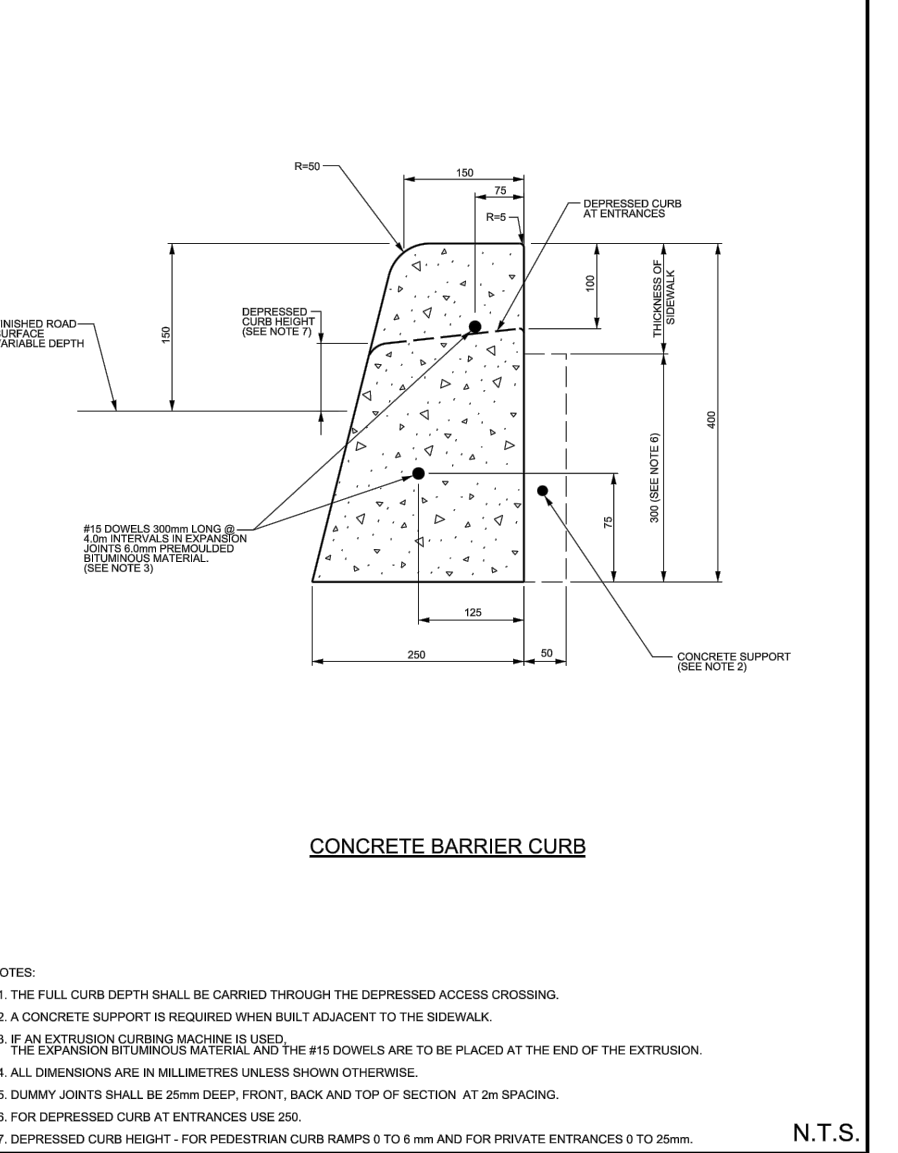 R=50
150
75
R=5
DEPRESSED CURB
AT ENTRANCES
100
THICKNESS OF
SIDEWALK
150
DEPRESSED
CURB HEIGHT
(SEE NOTE 7)
INISHED ROAD
URFACE
ARIABLE DEPTH
400
300 (SEE NOTE 6)
75
#15 DOWELS 300mm LONG @
4.0m INTERVALS IN EXPANSION
JOINTS 6.0mm PREMOULDED
BITUMINOUS MATERIAL.
(SEE NOTE 3)
125
250
50
CONCRETE SUPPORT
(SEE NOTE 2)
CONCRETE BARRIER CURB
OTES:
1. THE FULL CURB DEPTH SHALL BE CARRIED THROUGH THE DEPRESSED ACCESS CROSSING.
2. A CONCRETE SUPPORT IS REQUIRED WHEN BUILT ADJACENT TO THE SIDEWALK.
3. IF AN EXTRUSION CURBING MACHINE IS USED,
THE EXPANSION BITUMINOUS MATERIAL AND THE #15 DOWELS ARE TO BE PLACED AT THE END OF THE EXTRUSION.
4. ALL DIMENSIONS ARE IN MILLIMETRES UNLESS SHOWN OTHERWISE.
5. DUMMY JOINTS SHALL BE 25mm DEEP, FRONT, BACK AND TOP OF SECTION AT 2m SPACING.
6. FOR DEPRESSED CURB AT ENTRANCES USE 250.
7. DEPRESSED CURB HEIGHT - FOR PEDESTRIAN CURB RAMPS 0 TO 6 mm AND FOR PRIVATE ENTRANCES 0 TO 25mm.
N.T.S.